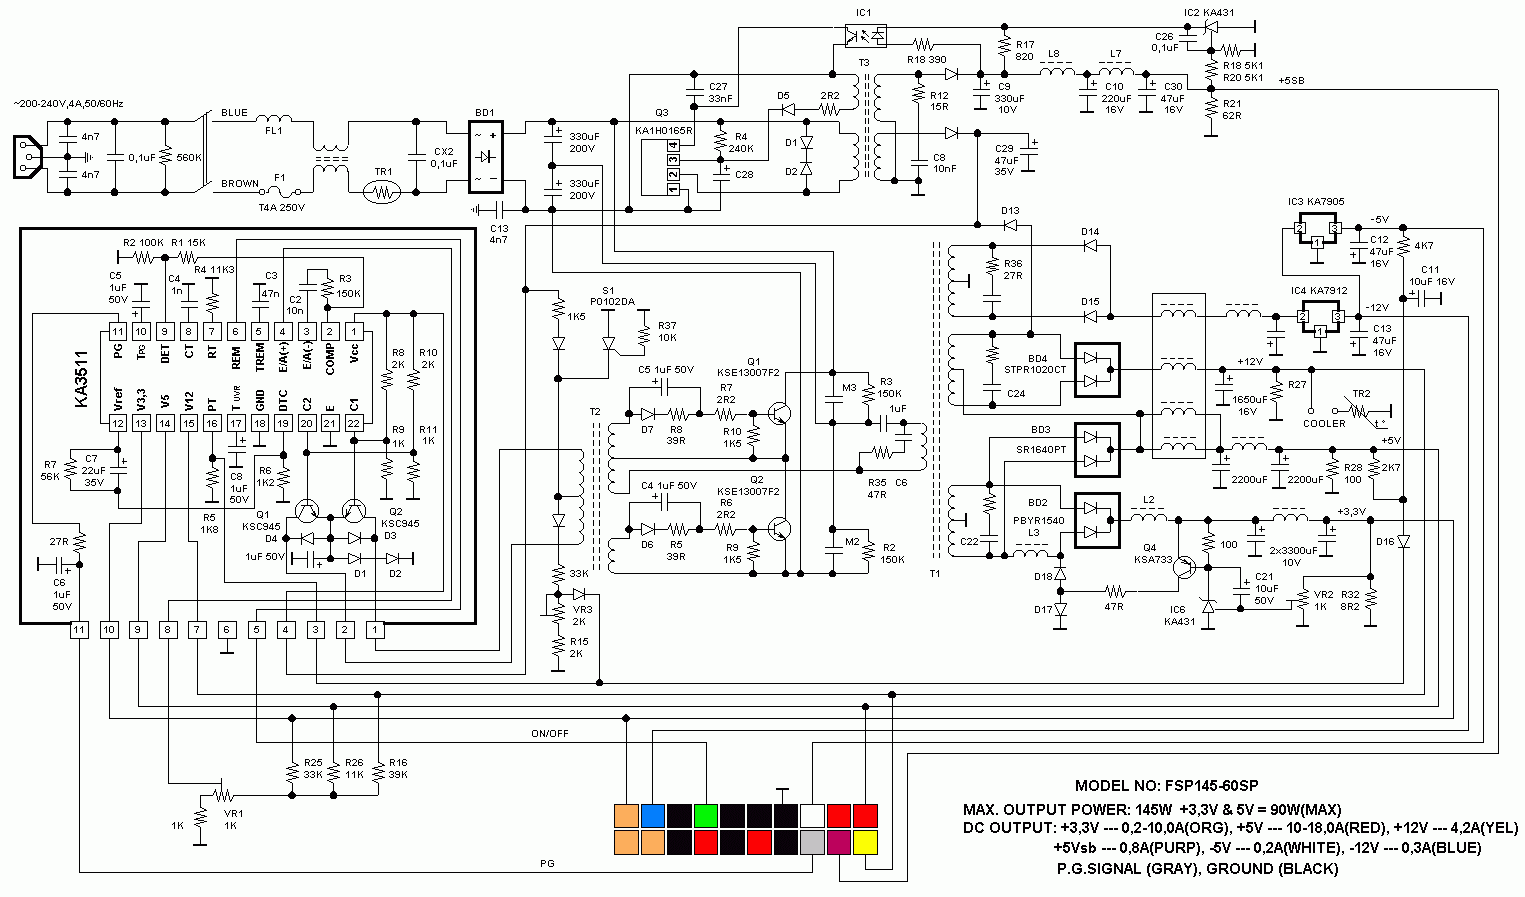 IC1
IC2 KA431
C26
0,1uF
R17
820
R18 390
R18 5K1
R20 5K1
L8
L7
+5SB
T3
C27
33nF
D5
2R2
R12
15R
C9
330uF
10V
C10
220uF
16V
C30
47uF
16V
R21
62R
~200-240V,4A,50/60Hz
BLUE
FL1
BD1
Q3
KA1H0165R
4n7
4n7
0,1uF
560K
CX2
0,1uF
~ +
~ −
330uF
200V
330uF
200V
4
3
2
1
R4
240K
D1
D2
C28
C8
10nF
C29
47uF
35V
BROWN
F1
T4A 250V
TR1
C13
4n7
D13
D14
IC3 KA7905
2
3
1
-5V
C12
47uF
16V
4K7
R2 100K
R1 15K
R4 11K3
C5
1uF
50V
C4
1n
C3
47n
C2
10n
R3
150K
R36
27R
D15
C11
10uF 16V
IC4 KA7912
2
3
1
-12V
C13
47uF
16V
S1
P0102DA
1K5
R37
10K
11 10 9 8 7 6 5 4 3 2 1
PG TPG DET CT RT REM TREM E/A(+) E/A(-) COMP Vcc
KA3511
Vref V3,3 V5 V12 PT T UVR GND DTC C2 E C1
12 13 14 15 16 17 18 19 20 21 22
R8
2K
R10
2K
R9
1K
R11
1K
C5 1uF 50V
Q1
KSE13007F2
R7
2R2
T2
D7
R8
39R
R10
1K5
M3
R3
150K
1uF
BD4
STPR1020CT
C24
+12V
1650uF
16V
R27
TR2
COOLER
t°
+5V
R7
56K
C7
22uF
35V
R5
1K8
C8
1uF
50V
R6
1K2
Q1
KSC945
Q2
KSC945
D4
D3
1uF 50V
D1
D2
Q2
KSE13007F2
C4 1uF 50V
R6
2R2
D6
R5
39R
R9
1K5
R35
47R
C6
M2
R2
150K
BD3
SR1640PT
2200uF
2200uF
R28
100
2K7
BD2
PBYR1540
L3
C22
L2
+3,3V
T1
27R
C6
1uF
50V
33K
VR3
2K
R15
2K
D18
D17
47R
Q4
KSA733
100
2x3300uF
10V
D16
IC6
KA431
C21
10uF
50V
VR2
1K
R32
8R2
11 10 9 8 7 6 5 4 3 2 1
ON/OFF
R25
33K
R26
11K
R16
39K
1K
VR1
1K
PG
MODEL NO: FSP145-60SP
MAX. OUTPUT POWER: 145W +3,3V & 5V = 90W(MAX)
DC OUTPUT: +3,3V --- 0,2-10,0A(ORG), +5V --- 10-18,0A(RED), +12V --- 4,2A(YEL)
+5Vsb --- 0,8A(PURP), -5V --- 0,2A(WHITE), -12V --- 0,3A(BLUE)
P.G.SIGNAL (GRAY), GROUND (BLACK)